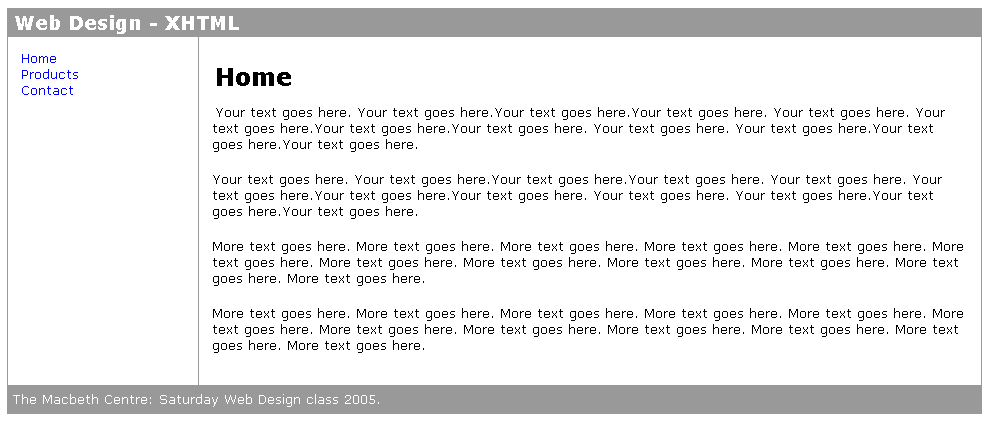 Web Design - XHTML
Home
Products
Contact
Home
Your text goes here. Your text goes here.Your text goes here.Your text goes here. Your text goes here. Your
text goes here.Your text goes here.Your text goes here. Your text goes here. Your text goes here.Your text
goes here.Your text goes here.
Your text goes here. Your text goes here.Your text goes here.Your text goes here. Your text goes here. Your
text goes here.Your text goes here.Your text goes here. Your text goes here. Your text goes here.Your text
goes here.Your text goes here.
More text goes here. More text goes here. More text goes here. More text goes here. More text goes here. More
text goes here. More text goes here. More text goes here. More text goes here. More text goes here. More text
goes here. More text goes here.
More text goes here. More text goes here. More text goes here. More text goes here. More text goes here. More
text goes here. More text goes here. More text goes here. More text goes here. More text goes here. More text
goes here. More text goes here.
The Macbeth Centre: Saturday Web Design class 2005.